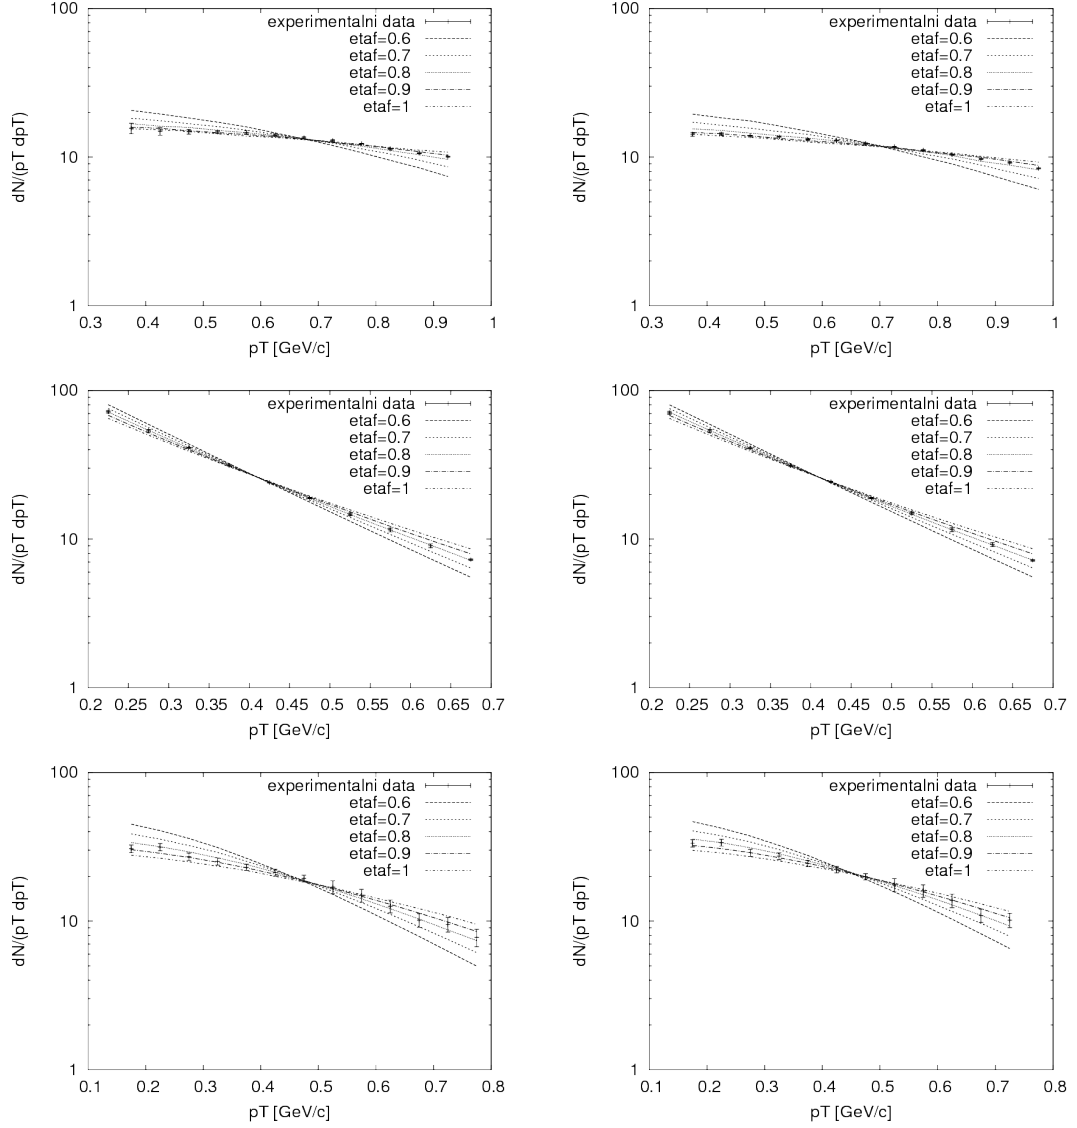 100
10
1
dN/(pT dpT)
experimentalni data
etaf=0.6
etaf=0.7
etaf=0.8
etaf=0.9
etaf=1
0.3 0.4 0.5 0.6 0.7 0.8 0.9 1
pT [GeV/c]
100
10
1
dN/(pT dpT)
experimentalni data
etaf=0.6
etaf=0.7
etaf=0.8
etaf=0.9
etaf=1
0.3 0.4 0.5 0.6 0.7 0.8 0.9 1
pT [GeV/c]
100
10
1
dN/(pT dpT)
experimentalni data
etaf=0.6
etaf=0.7
etaf=0.8
etaf=0.9
etaf=1
0.2 0.25 0.3 0.35 0.4 0.45 0.5 0.55 0.6 0.65 0.7
pT [GeV/c]
100
10
1
dN/(pT dpT)
experimentalni data
etaf=0.6
etaf=0.7
etaf=0.8
etaf=0.9
etaf=1
0.2 0.25 0.3 0.35 0.4 0.45 0.5 0.55 0.6 0.65 0.7
pT [GeV/c]
100
10
1
dN/(pT dpT)
experimentalni data
etaf=0.6
etaf=0.7
etaf=0.8
etaf=0.9
etaf=1
0.1 0.2 0.3 0.4 0.5 0.6 0.7 0.8
pT [GeV/c]
100
10
1
dN/(pT dpT)
experimentalni data
etaf=0.6
etaf=0.7
etaf=0.8
etaf=0.9
etaf=1
0.1 0.2 0.3 0.4 0.5 0.6 0.7 0.8
pT [GeV/c]